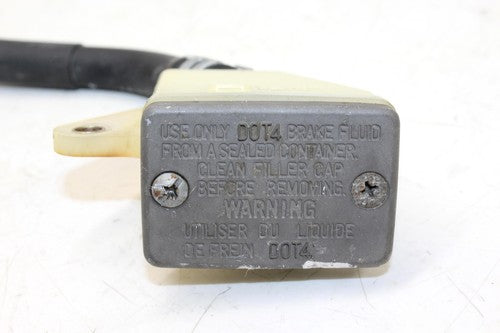 USE ONLY DOT4 BRAKE FLUID
FROM A SEALED CONTAINER.
CLEAN FILLER CAP
BEFORE REMOVING.
WARNING
UTILISER DU LIQUIDE
DE FREIN DOT4